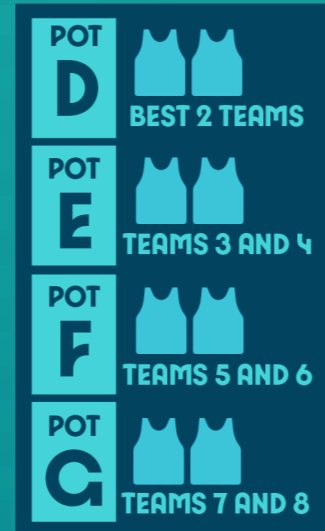 POT
D
BEST 2 TEAMS
POT
E
TEAMS 3 AND 4
POT
F
TEAMS 5 AND 6
POT
G
TEAMS 7 AND 8